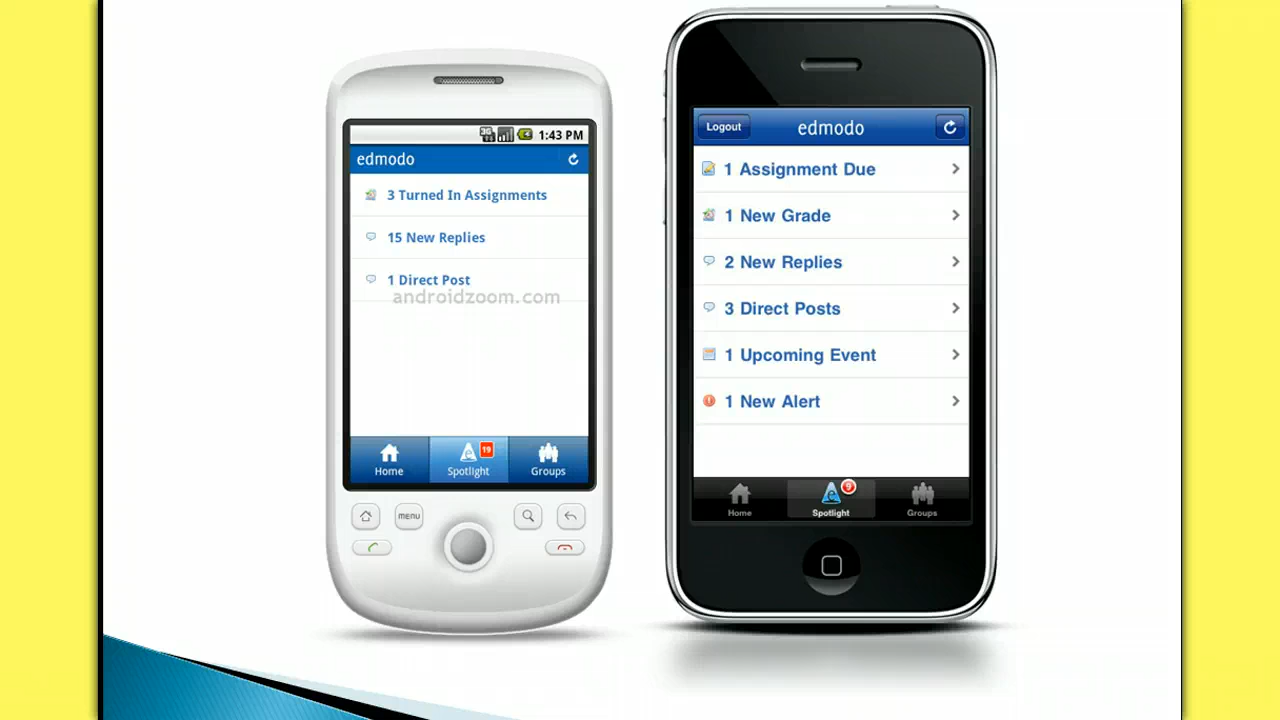 3G
1:43 PM
edmodo
3 Turned In Assignments
15 New Replies
1 Direct Post
androidzoom.com
19
Home
Spotlight
Groups
MENU
Logout
edmodo
1 Assignment Due
1 New Grade
2 New Replies
3 Direct Posts
1 Upcoming Event
1 New Alert
9
Home
Spotlight
Groups